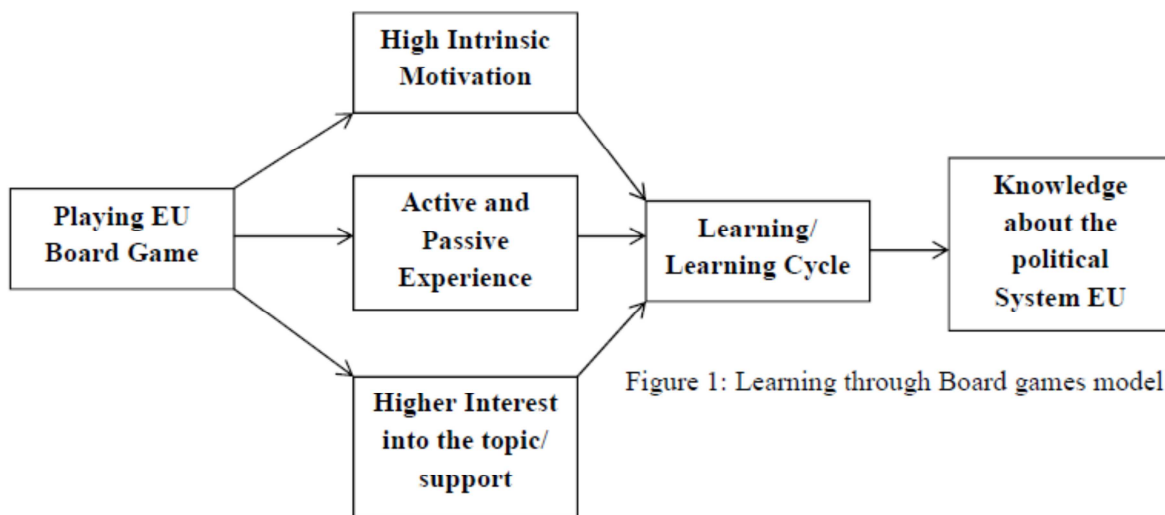 High Intrinsic
Motivation
Playing EU
Board Game
Active and
Passive
Experience
Higher Interest
into the topic/
support
Learning/
Learning Cycle
Knowledge
about the
political
System EU
Figure 1: Learning through Board games model